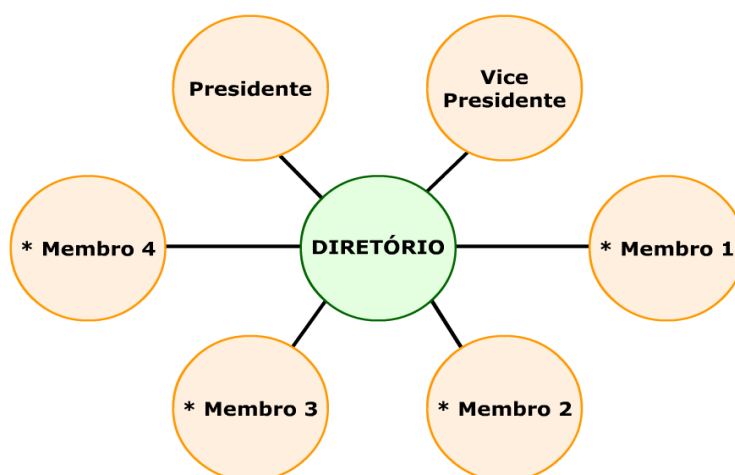 Presidente
Vice
Presidente
* Membro 4
DIRETÓRIO
* Membro 1
* Membro 3
* Membro 2